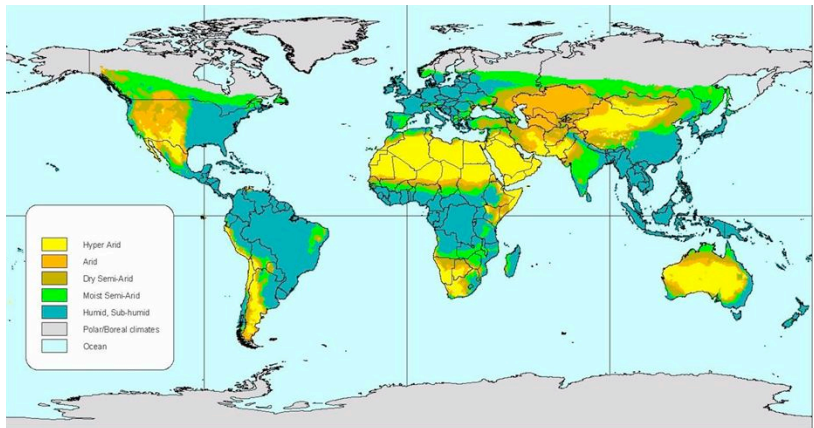 Hyper Arid
Arid
Dry Semi-Arid
Moist Semi-Arid
Humid, Sub-humid
Polar/Boreal climates
Ocean